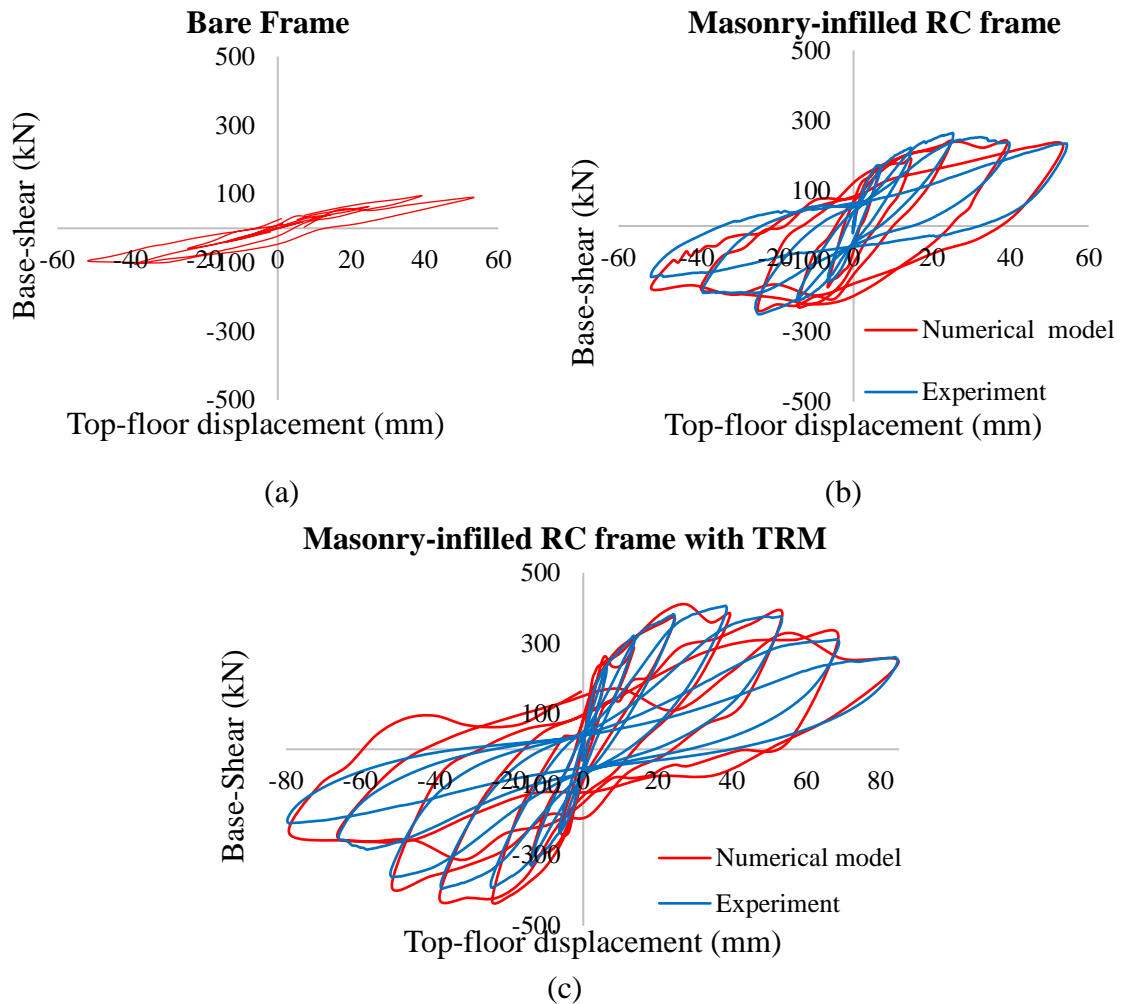 Bare Frame
500
300
100
-60 -40 -20 0 20 40 60
-100
-300
-500
Base-shear (kN)
Top-floor displacement (mm)
(a)
Masonry-infilled RC frame
500
300
100
-60 -40 -20 0 20 40 60
-100
-300
-500
Base-shear (kN)
Numerical model
Experiment
Top-floor displacement (mm)
(b)
Masonry-infilled RC frame with TRM
500
300
100
-80 -60 -40 -20 0 20 40 60 80
-100
-300
-500
Base-Shear (kN)
Numerical model
Experiment
Top-floor displacement (mm)
(c)